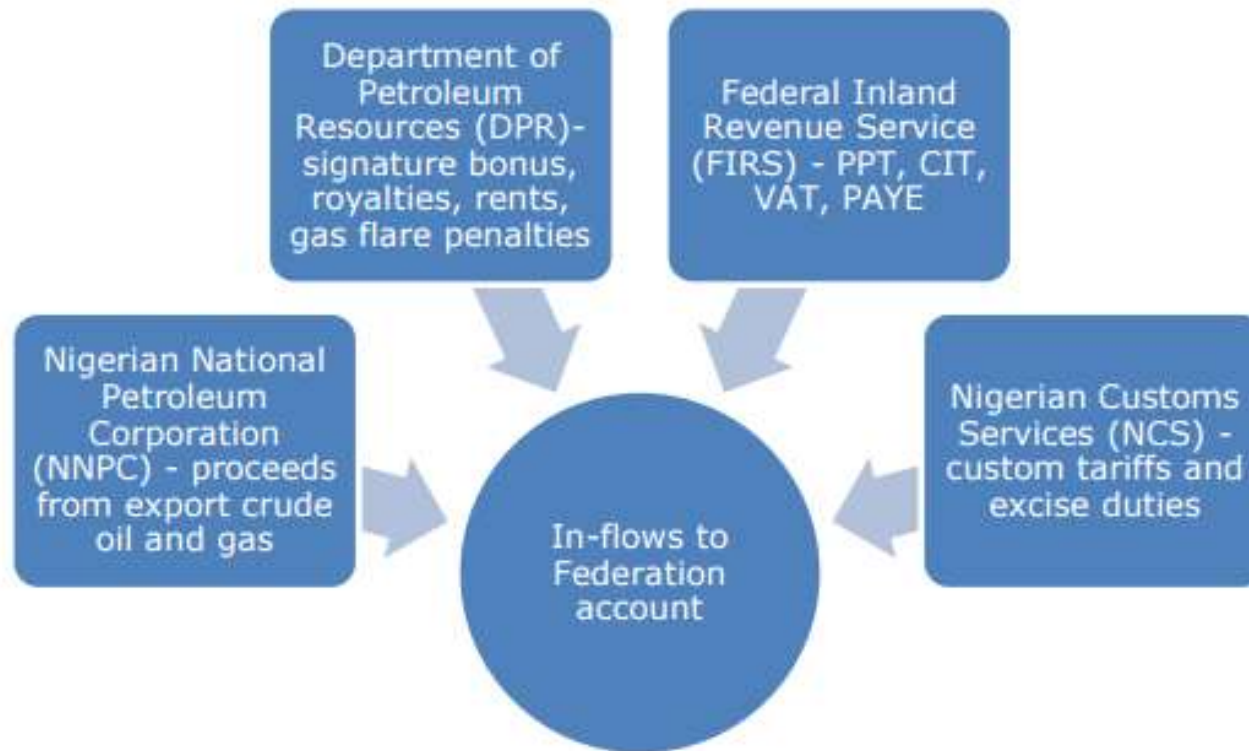 Department of
Petroleum
Resources (DPR)-
signature bonus,
royalties, rents,
gas flare penalties
Federal Inland
Revenue Service
(FIRS) - PPT, CIT,
VAT, PAYE
Nigerian National
Petroleum
Corporation
(NNPC) - proceeds
from export crude
oil and gas
Nigerian Customs
Services (NCS) -
custom tariffs and
excise duties
In-flows to
Federation
account